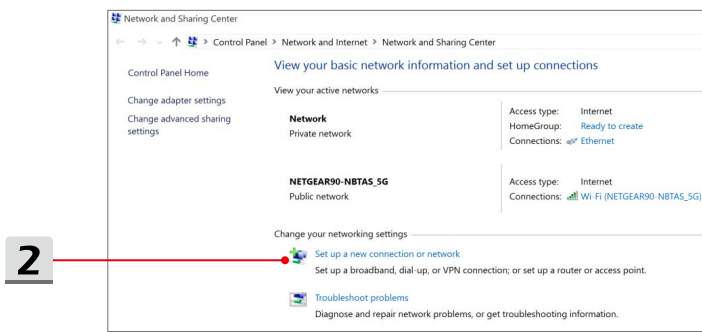 Network and Sharing Center
Control Panel > Network and Internet > Network and Sharing Center
Control Panel Home
Change adapter settings
Change advanced sharing
settings
View your basic network information and set up connections
View your active networks
Network
Private network
Access type: Internet
HomeGroup: Ready to create
Connections: Ethernet
NETGEAR90-NBTAS_5G
Public network
Access type: Internet
Connections: Wi-Fi (NETGEAR90-NBTAS_5G)
Change your networking settings
2
Set up a new connection or network
Set up a broadband, dial-up, or VPN connection; or set up a router or access point.
Troubleshoot problems
Diagnose and repair network problems, or get troubleshooting information.